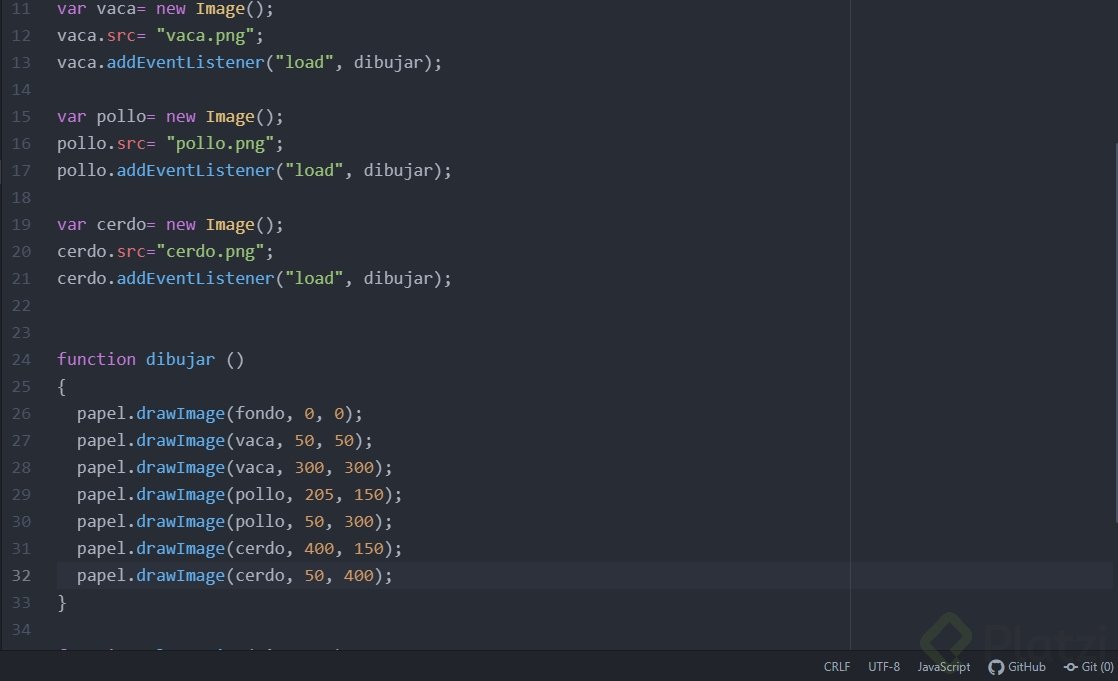 11 var vaca= new Image();
12 vaca.src= "vaca.png";
13 vaca.addEventListener("load", dibujar);
14
15 var pollo= new Image();
16 pollo.src= "pollo.png";
17 pollo.addEventListener("load", dibujar);
18
19 var cerdo= new Image();
20 cerdo.src="cerdo.png";
21 cerdo.addEventListener("load", dibujar);
22
23
24 function dibujar ()
25 {
26 papel.drawImage(fondo, 0, 0);
27 papel.drawImage(vaca, 50, 50);
28 papel.drawImage(vaca, 300, 300);
29 papel.drawImage(pollo, 205, 150);
30 papel.drawImage(pollo, 50, 300);
31 papel.drawImage(cerdo, 400, 150);
32 papel.drawImage(cerdo, 50, 400);
33 }
34
Platzi
CRLF UTF-8 JavaScript GitHub Git (0)